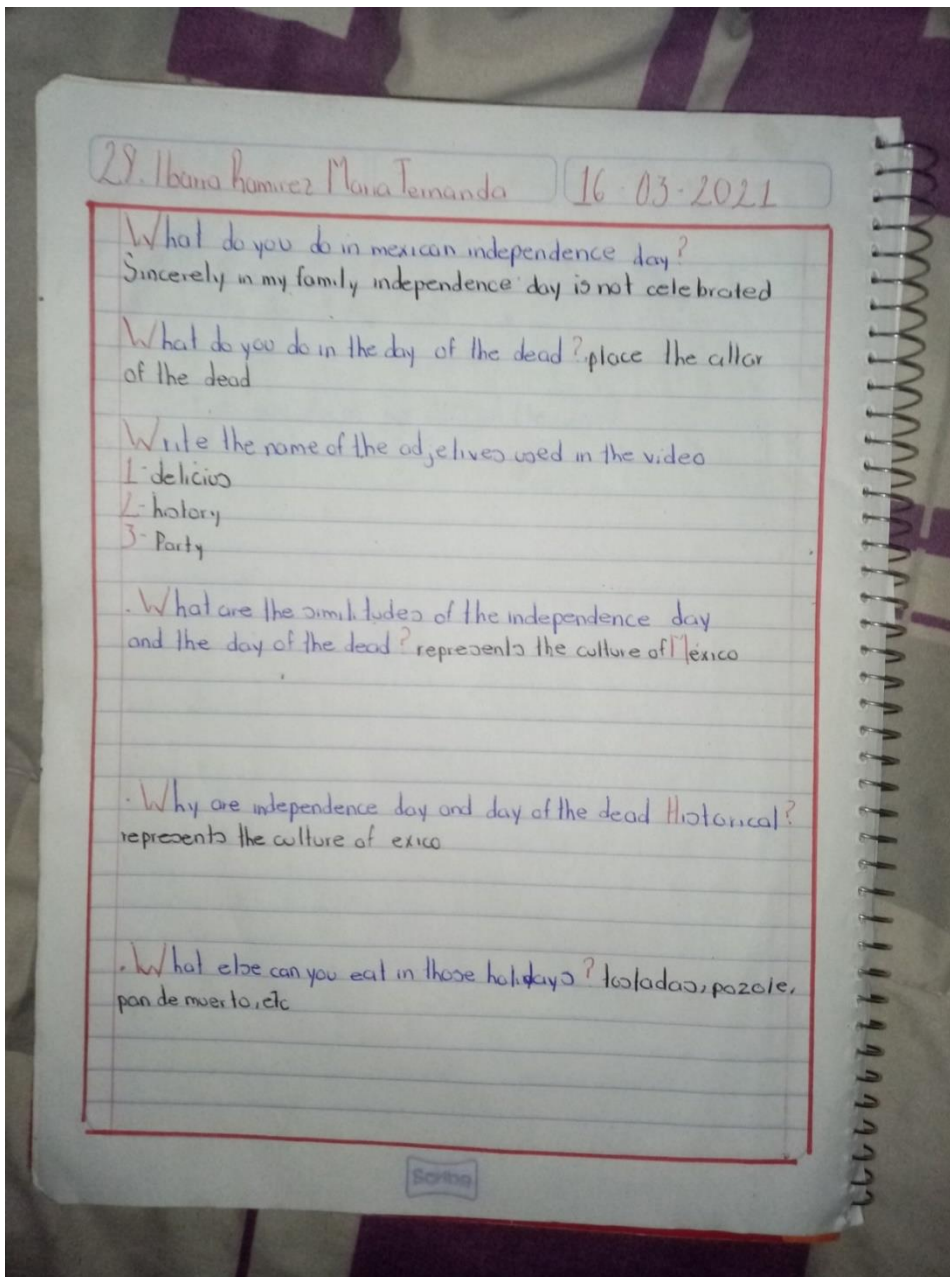 29. Ibarra Ramirez Maria Fernanda 16-03-2021
What do you do in mexican independence day?
Sincerely in my family independence day is not celebrated
What do you do in the day of the dead? place the altar
of the dead
Write the name of the adjetives used in the video
1- delicios
2- history
3- Party
. What are the similitudes of the independence day
and the day of the dead? represents the culture of México
. Why are independence day and day of the dead Historical?
represents the culture of exico
. What else can you eat in those holidays? tostadas, pozole,
pan de muerto, etc
Scribe